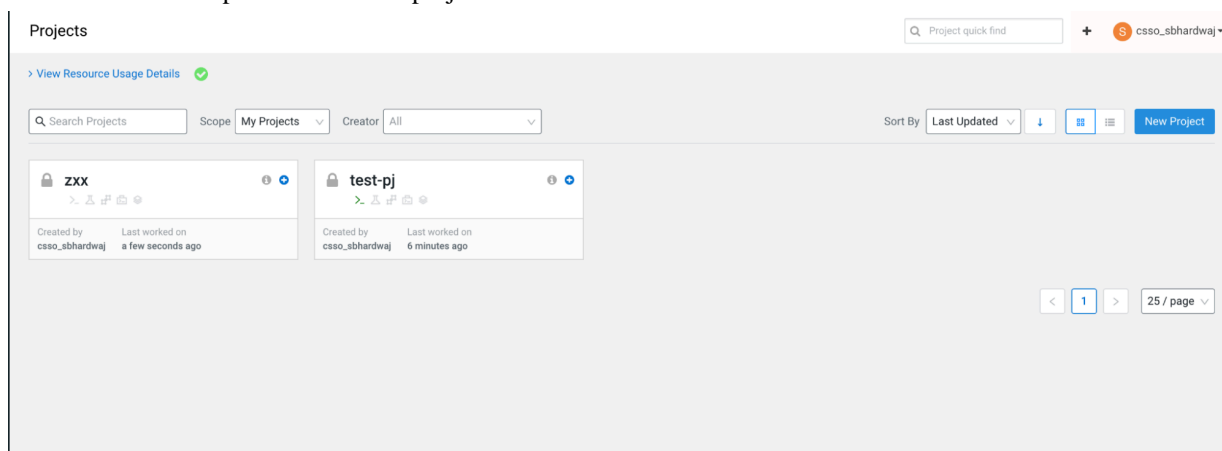 Projects
Project quick find
+
S csso_sbhardwaj
> View Resource Usage Details
Search Projects
Scope My Projects
Creator All
Sort By Last Updated
New Project
zxx
Created by Last worked on
csso_sbhardwaj a few seconds ago
test-pj
Created by Last worked on
csso_sbhardwaj 6 minutes ago
< 1 > 25 / page